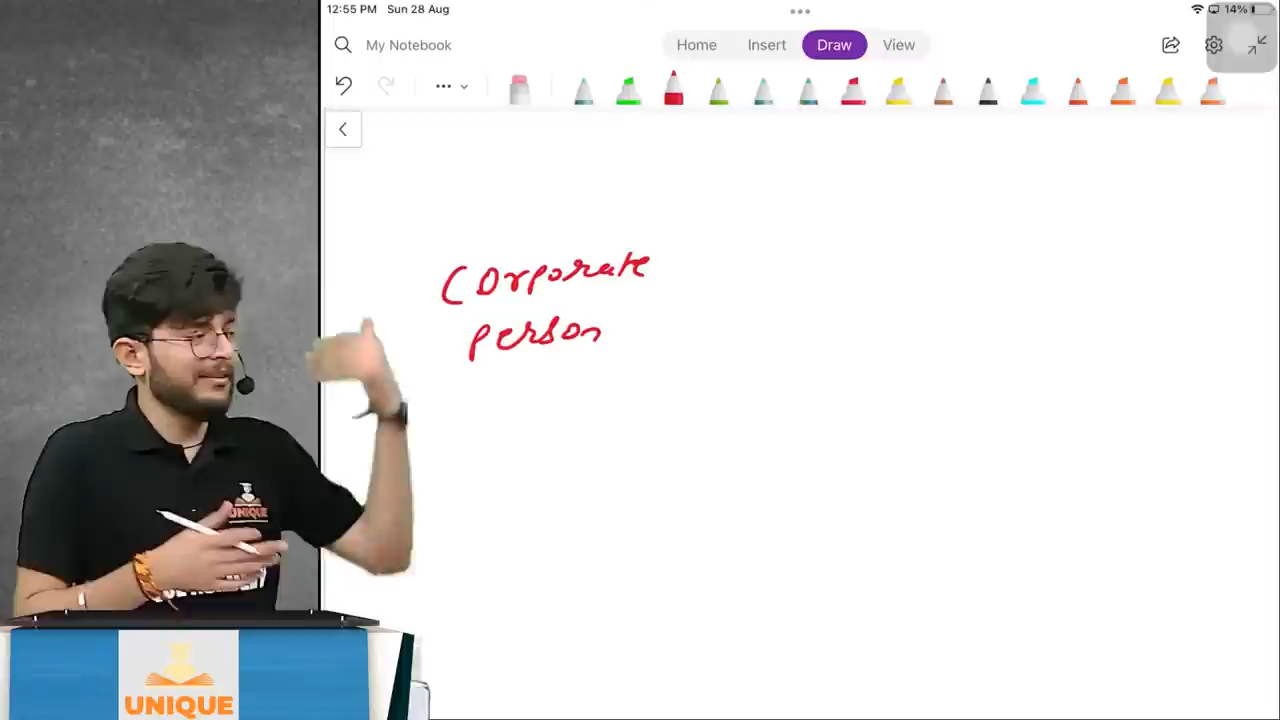 12:55 PM Sun 28 Aug
14%
My Notebook
Home Insert Draw View
Corporate
person
UNIQUE
UNIQUE